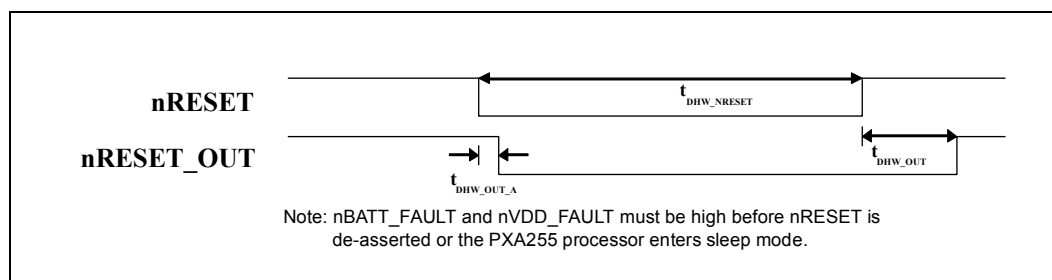 nRESET
t DHW_NRESET
nRESET_OUT
t DHW_OUT
t DHW_OUT_A
Note: nBATT_FAULT and nVDD_FAULT must be high before nRESET is
de-asserted or the PXA255 processor enters sleep mode.